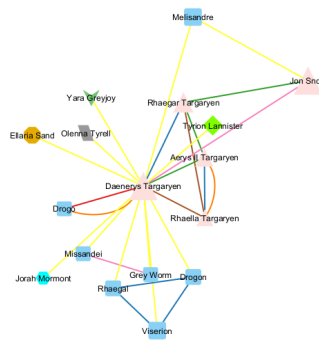 Melisandre
Jon Sno
Yara Greyjoy
Rhaegar Targaryen
Ellaria Sand
Olenna Tyrell
Tyrion Lannister
Aerys II Targaryen
Daenerys Targaryen
Drogo
Rhaella Targaryen
Missandei
Jorah Mormont
Grey Worm
Drogon
Rhaegal
Viserion